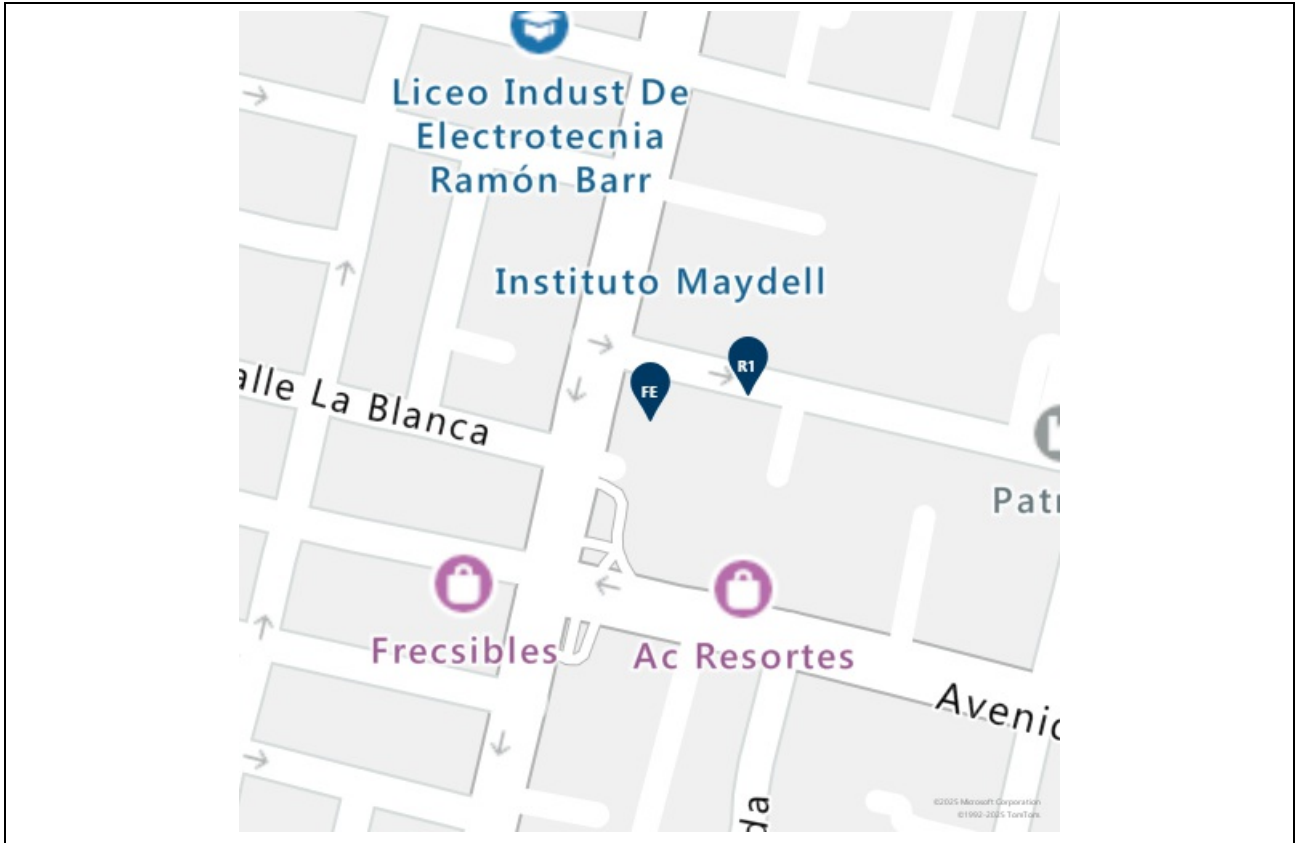 Liceo Indust De
Electrotecnia
Ramón Barr
Instituto Maydell
R1
FE
alle La Blanca
Patr
Frecsibles
Ac Resortes
Avenid
da
©2025 Microsoft Corporation
©1992-2025 TomTom